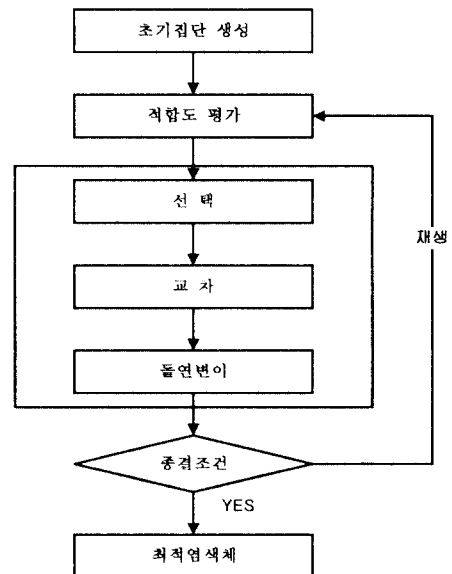 초기집단 생성
적합도 평가
선 택
재생
교 차
돌연변이
종결조건
YES
최적염색체